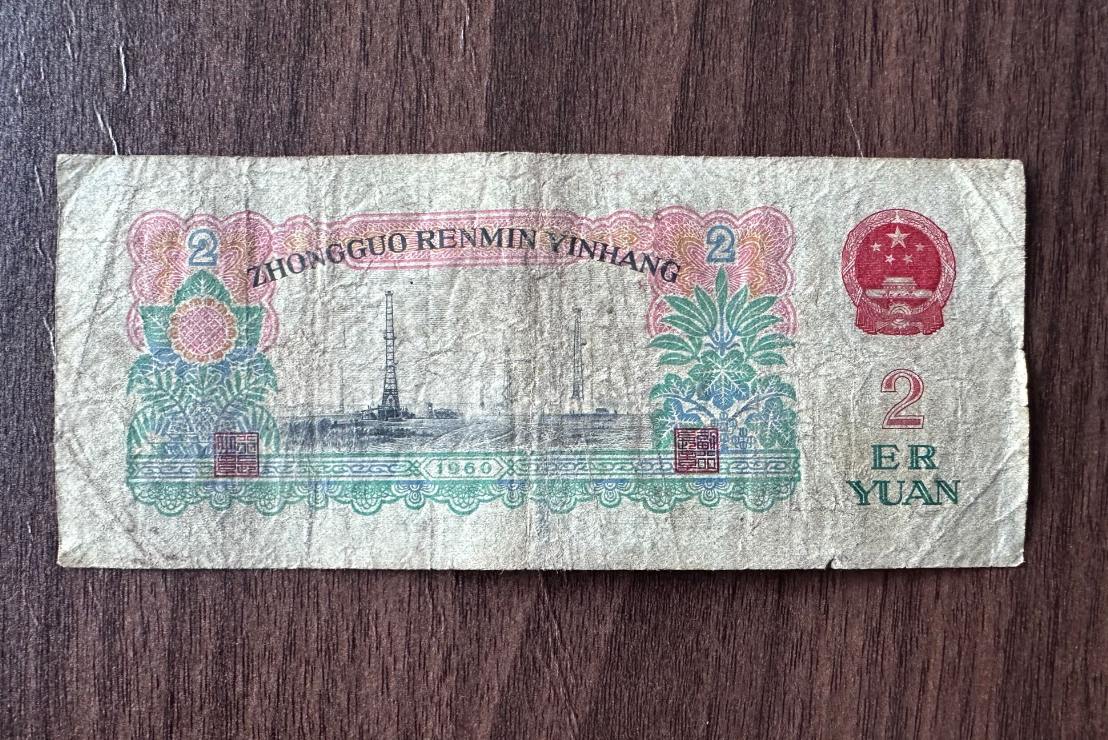 2
ZHONGGUO RENMIN YINHANG
2
2
ER
YUAN
1960